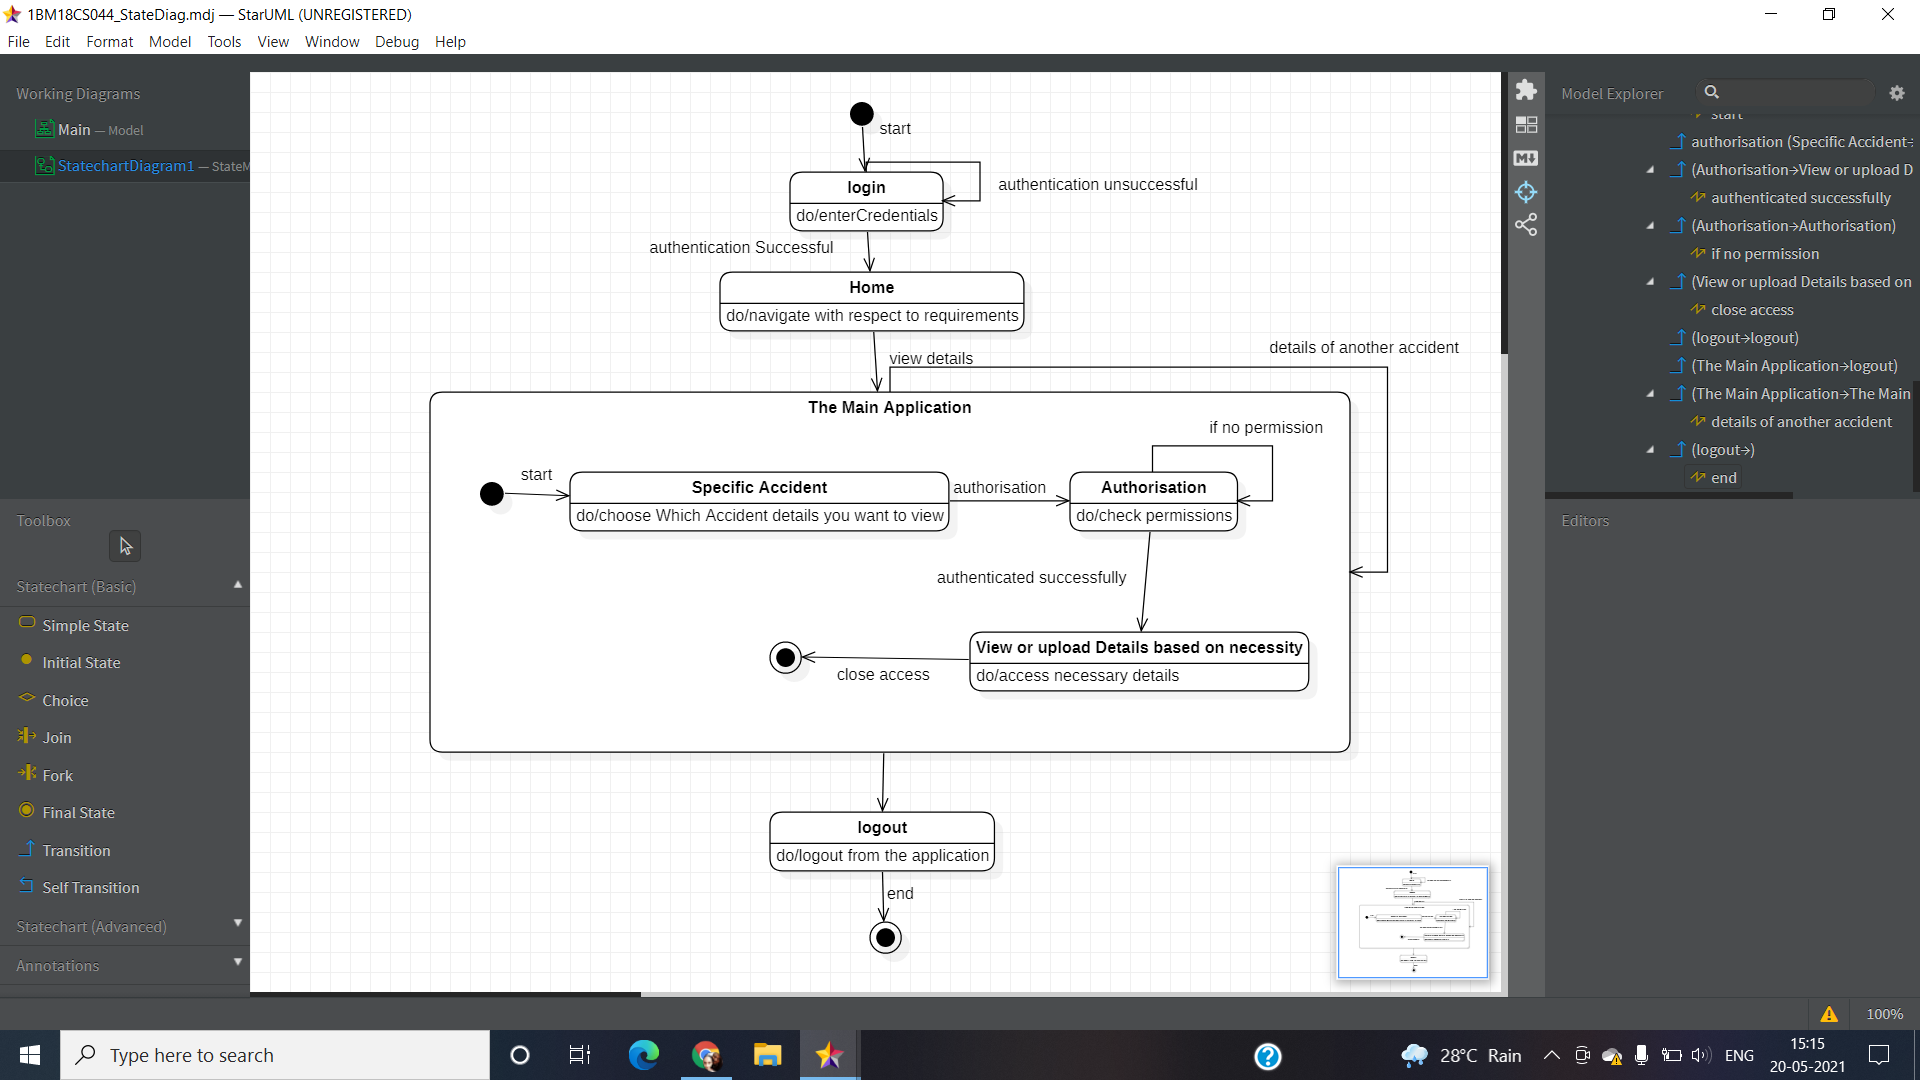 1BM18CS044_StateDiag.mdj — StarUML (UNREGISTERED)
File Edit Format Model Tools View Window Debug Help
Working Diagrams
Main — Model
StatechartDiagram1 — StateM
Toolbox
Statechart (Basic)
Simple State
Initial State
Choice
Join
Fork
Final State
Transition
Self Transition
Statechart (Advanced)
Annotations
start
login
do/enterCredentials
authentication unsuccessful
authentication Successful
Home
do/navigate with respect to requirements
view details
details of another accident
The Main Application
if no permission
start
Specific Accident
do/choose Which Accident details you want to view
authorisation
Authorisation
do/check permissions
authenticated successfully
View or upload Details based on necessity
do/access necessary details
close access
logout
do/logout from the application
end
Model Explorer
start
authorisation (Specific Accident→
(Authorisation→View or upload D
authenticated successfully
(Authorisation→Authorisation)
if no permission
(View or upload Details based on
close access
(logout→logout)
(The Main Application→logout)
(The Main Application→The Main
details of another accident
(logout→)
end
Editors
100%
Type here to search
28°C Rain
ENG
15:15
20-05-2021